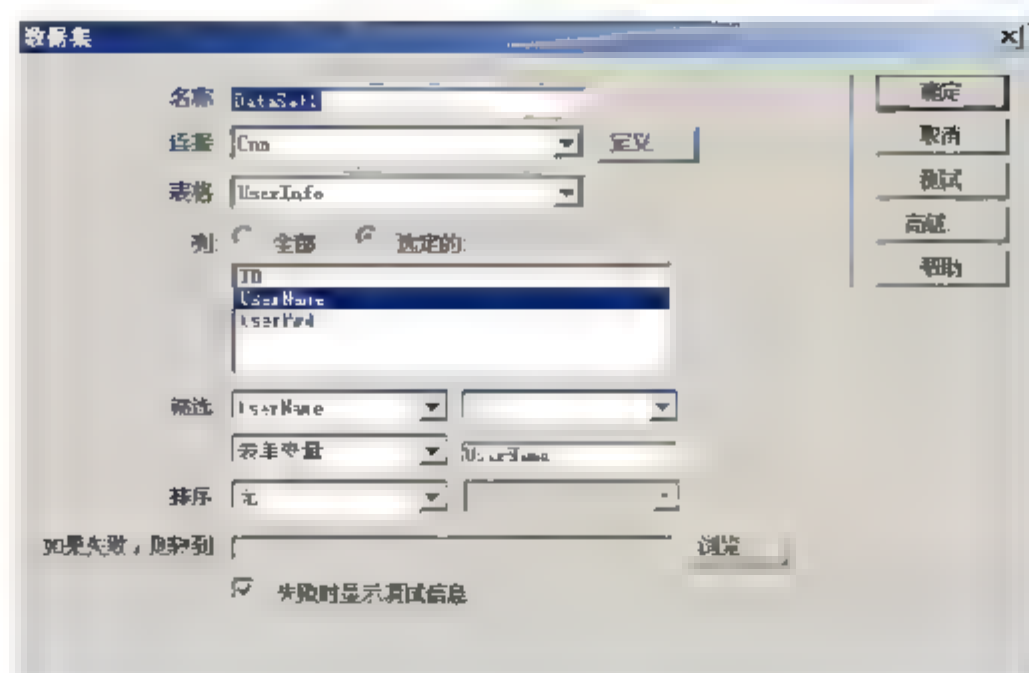 数据集
名称 DataSet1 确定
连接 Cnn 定义 取消
表格 UserInfo 测试
列: 全部 选定的: 高级
ID 帮助
UserName
UserPwd
筛选 UserName
表单变量 UserName
排序 无
如果失败，则转到 浏览
失败时显示调试信息